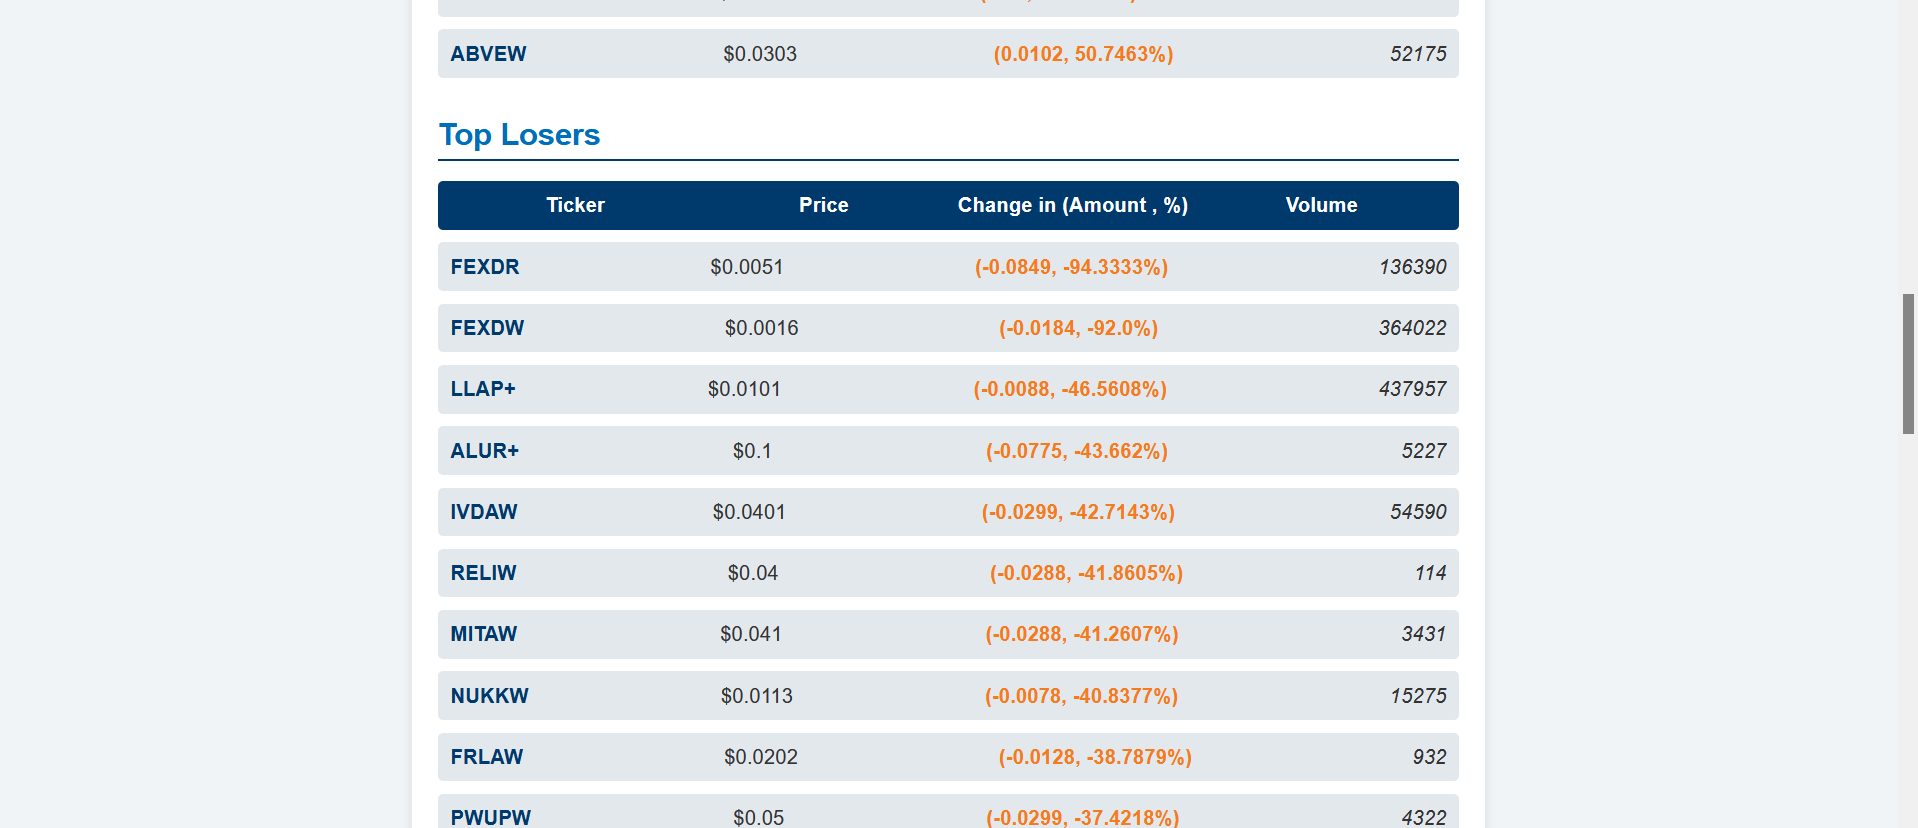 ABVEW $0.0303 (0.0102, 50.7463%) 52175
Top Losers
Ticker Price Change in (Amount , %) Volume
FEXDR $0.0051 (-0.0849, -94.3333%) 136390
FEXDW $0.0016 (-0.0184, -92.0%) 364022
LLAP+ $0.0101 (-0.0088, -46.5608%) 437957
ALUR+ $0.1 (-0.0775, -43.662%) 5227
IVDAW $0.0401 (-0.0299, -42.7143%) 54590
RELIW $0.04 (-0.0288, -41.8605%) 114
MITAW $0.041 (-0.0288, -41.2607%) 3431
NUKKW $0.0113 (-0.0078, -40.8377%) 15275
FRLAW $0.0202 (-0.0128, -38.7879%) 932
PWUPW $0.05 (-0.0299, -37.4218%) 4322